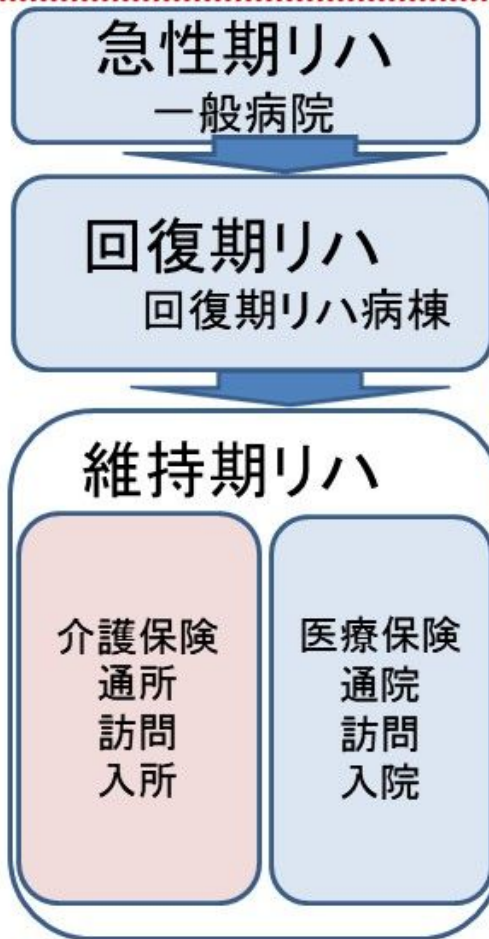 急性期リハ
一般病院
回復期リハ
回復期リハ病棟
維持期リハ
介護保険
通所
訪問
入所
医療保険
通院
訪問
入院